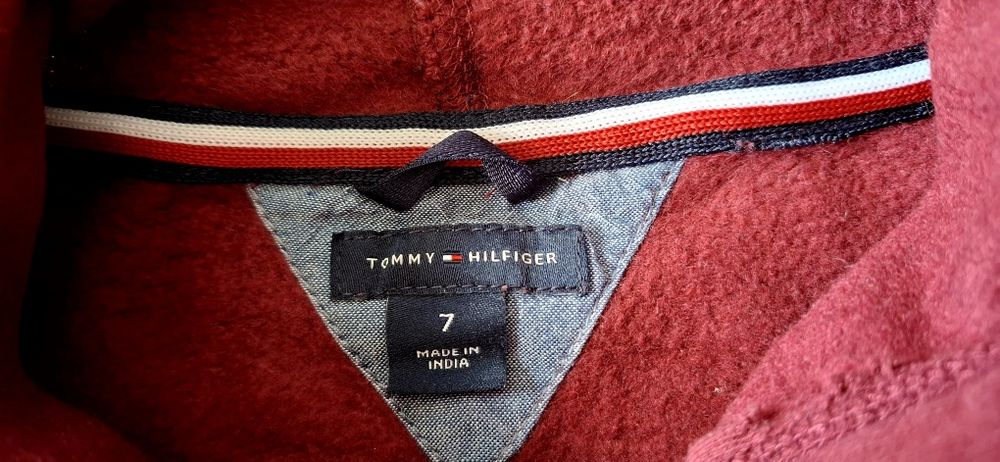 TOMMY HILFIGER
7
MADE IN
INDIA